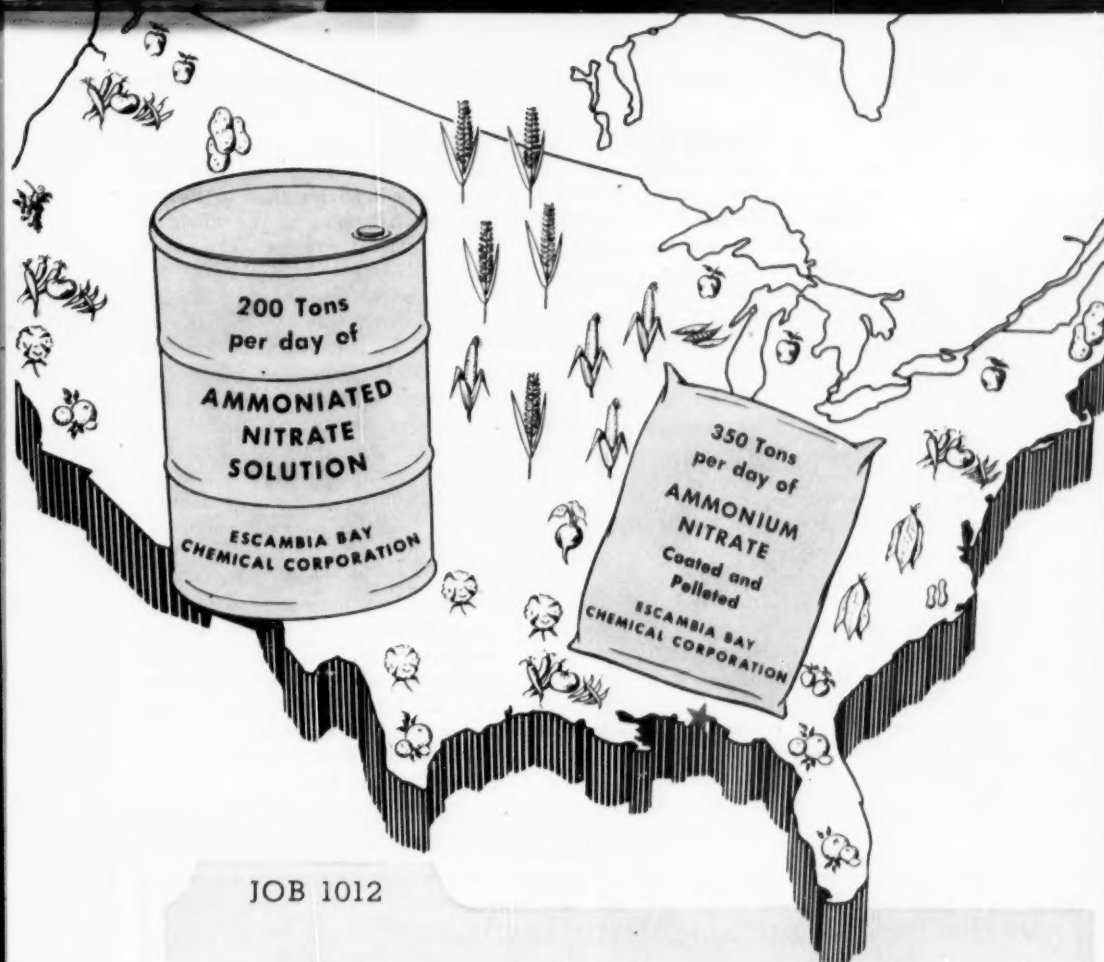 200 Tons
per day of
AMMONIATED
NITRATE
SOLUTION
ESCAMBIA BAY
CHEMICAL CORPORATION
350 Tons
per day of
AMMONIUM
NITRATE
Coated and
Pelleted
ESCAMBIA BAY
CHEMICAL CORPORATION
JOB 1012